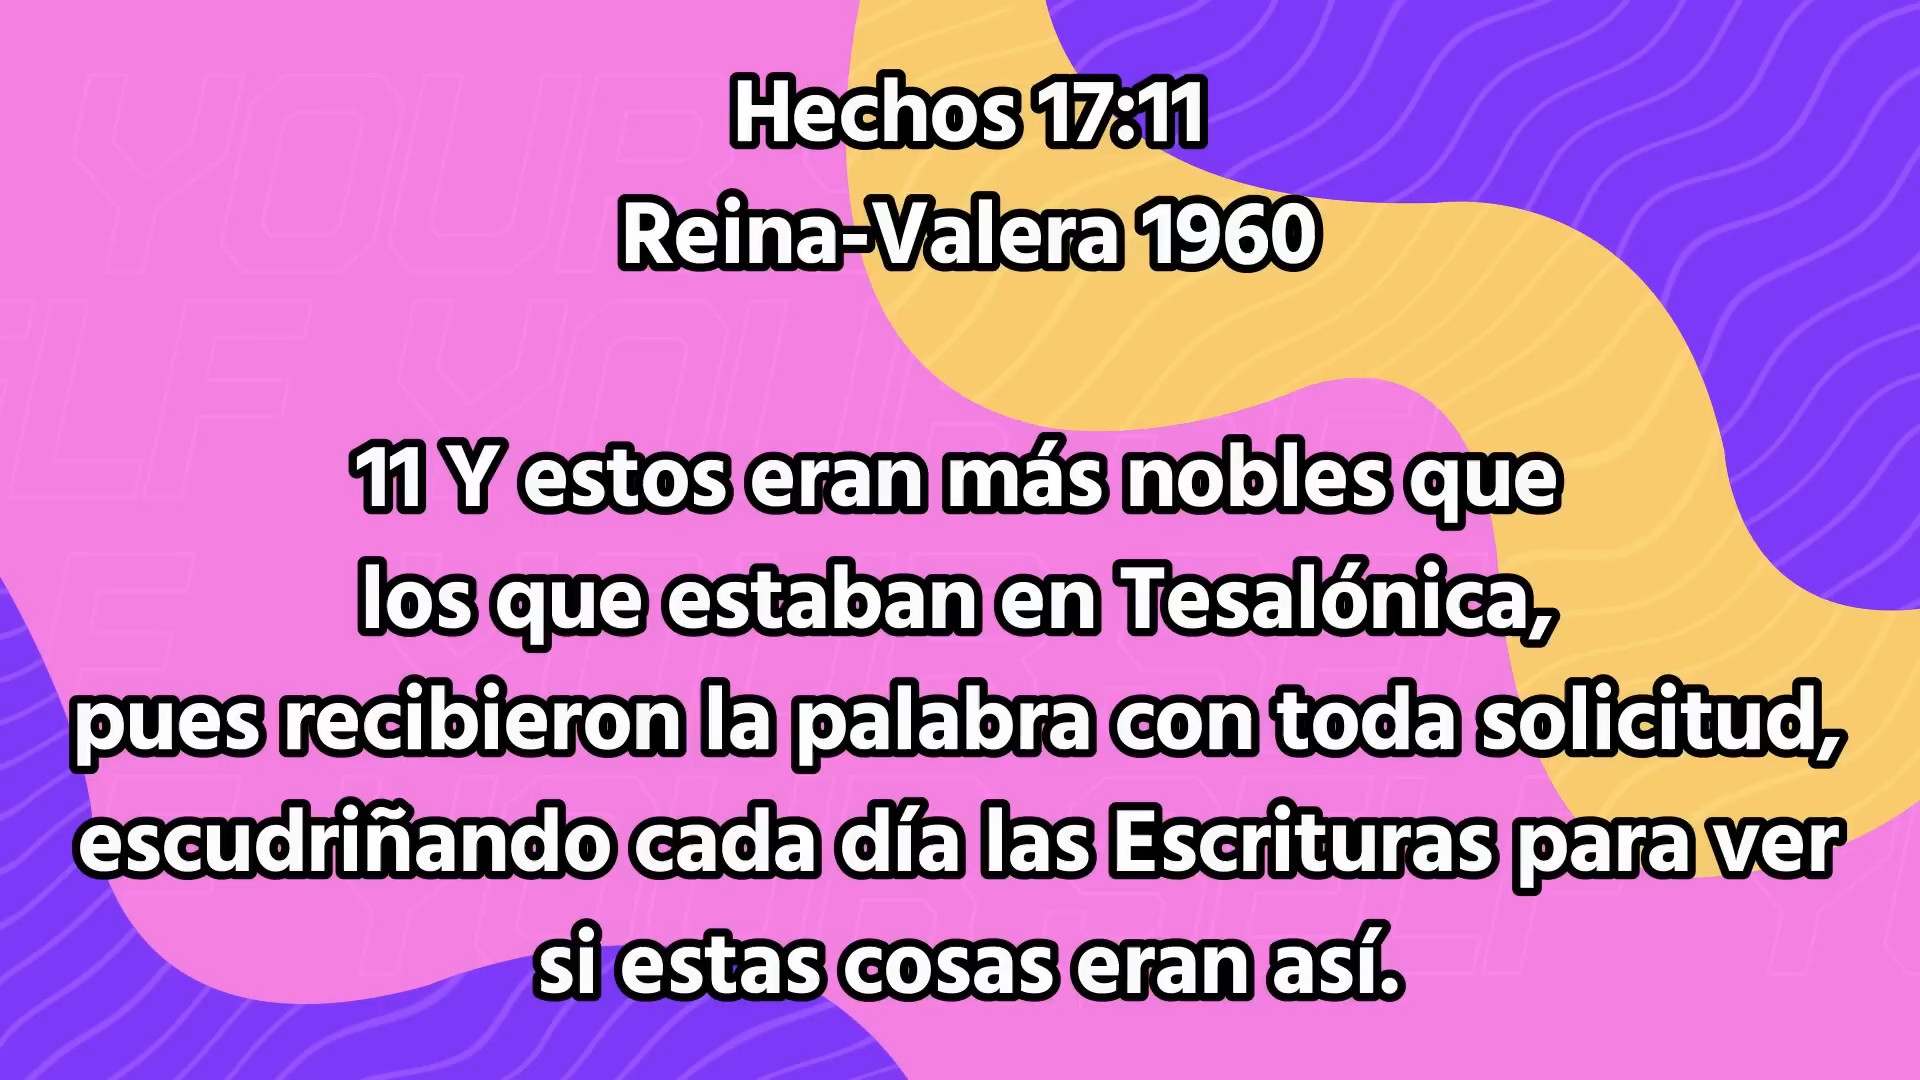 Hechos 17:11
Reina-Valera 1960
11 Y estos eran más nobles que
los que estaban en Tesalónica,
pues recibieron la palabra con toda solicitud,
escudriñando cada día las Escrituras para ver
si estas cosas eran así.